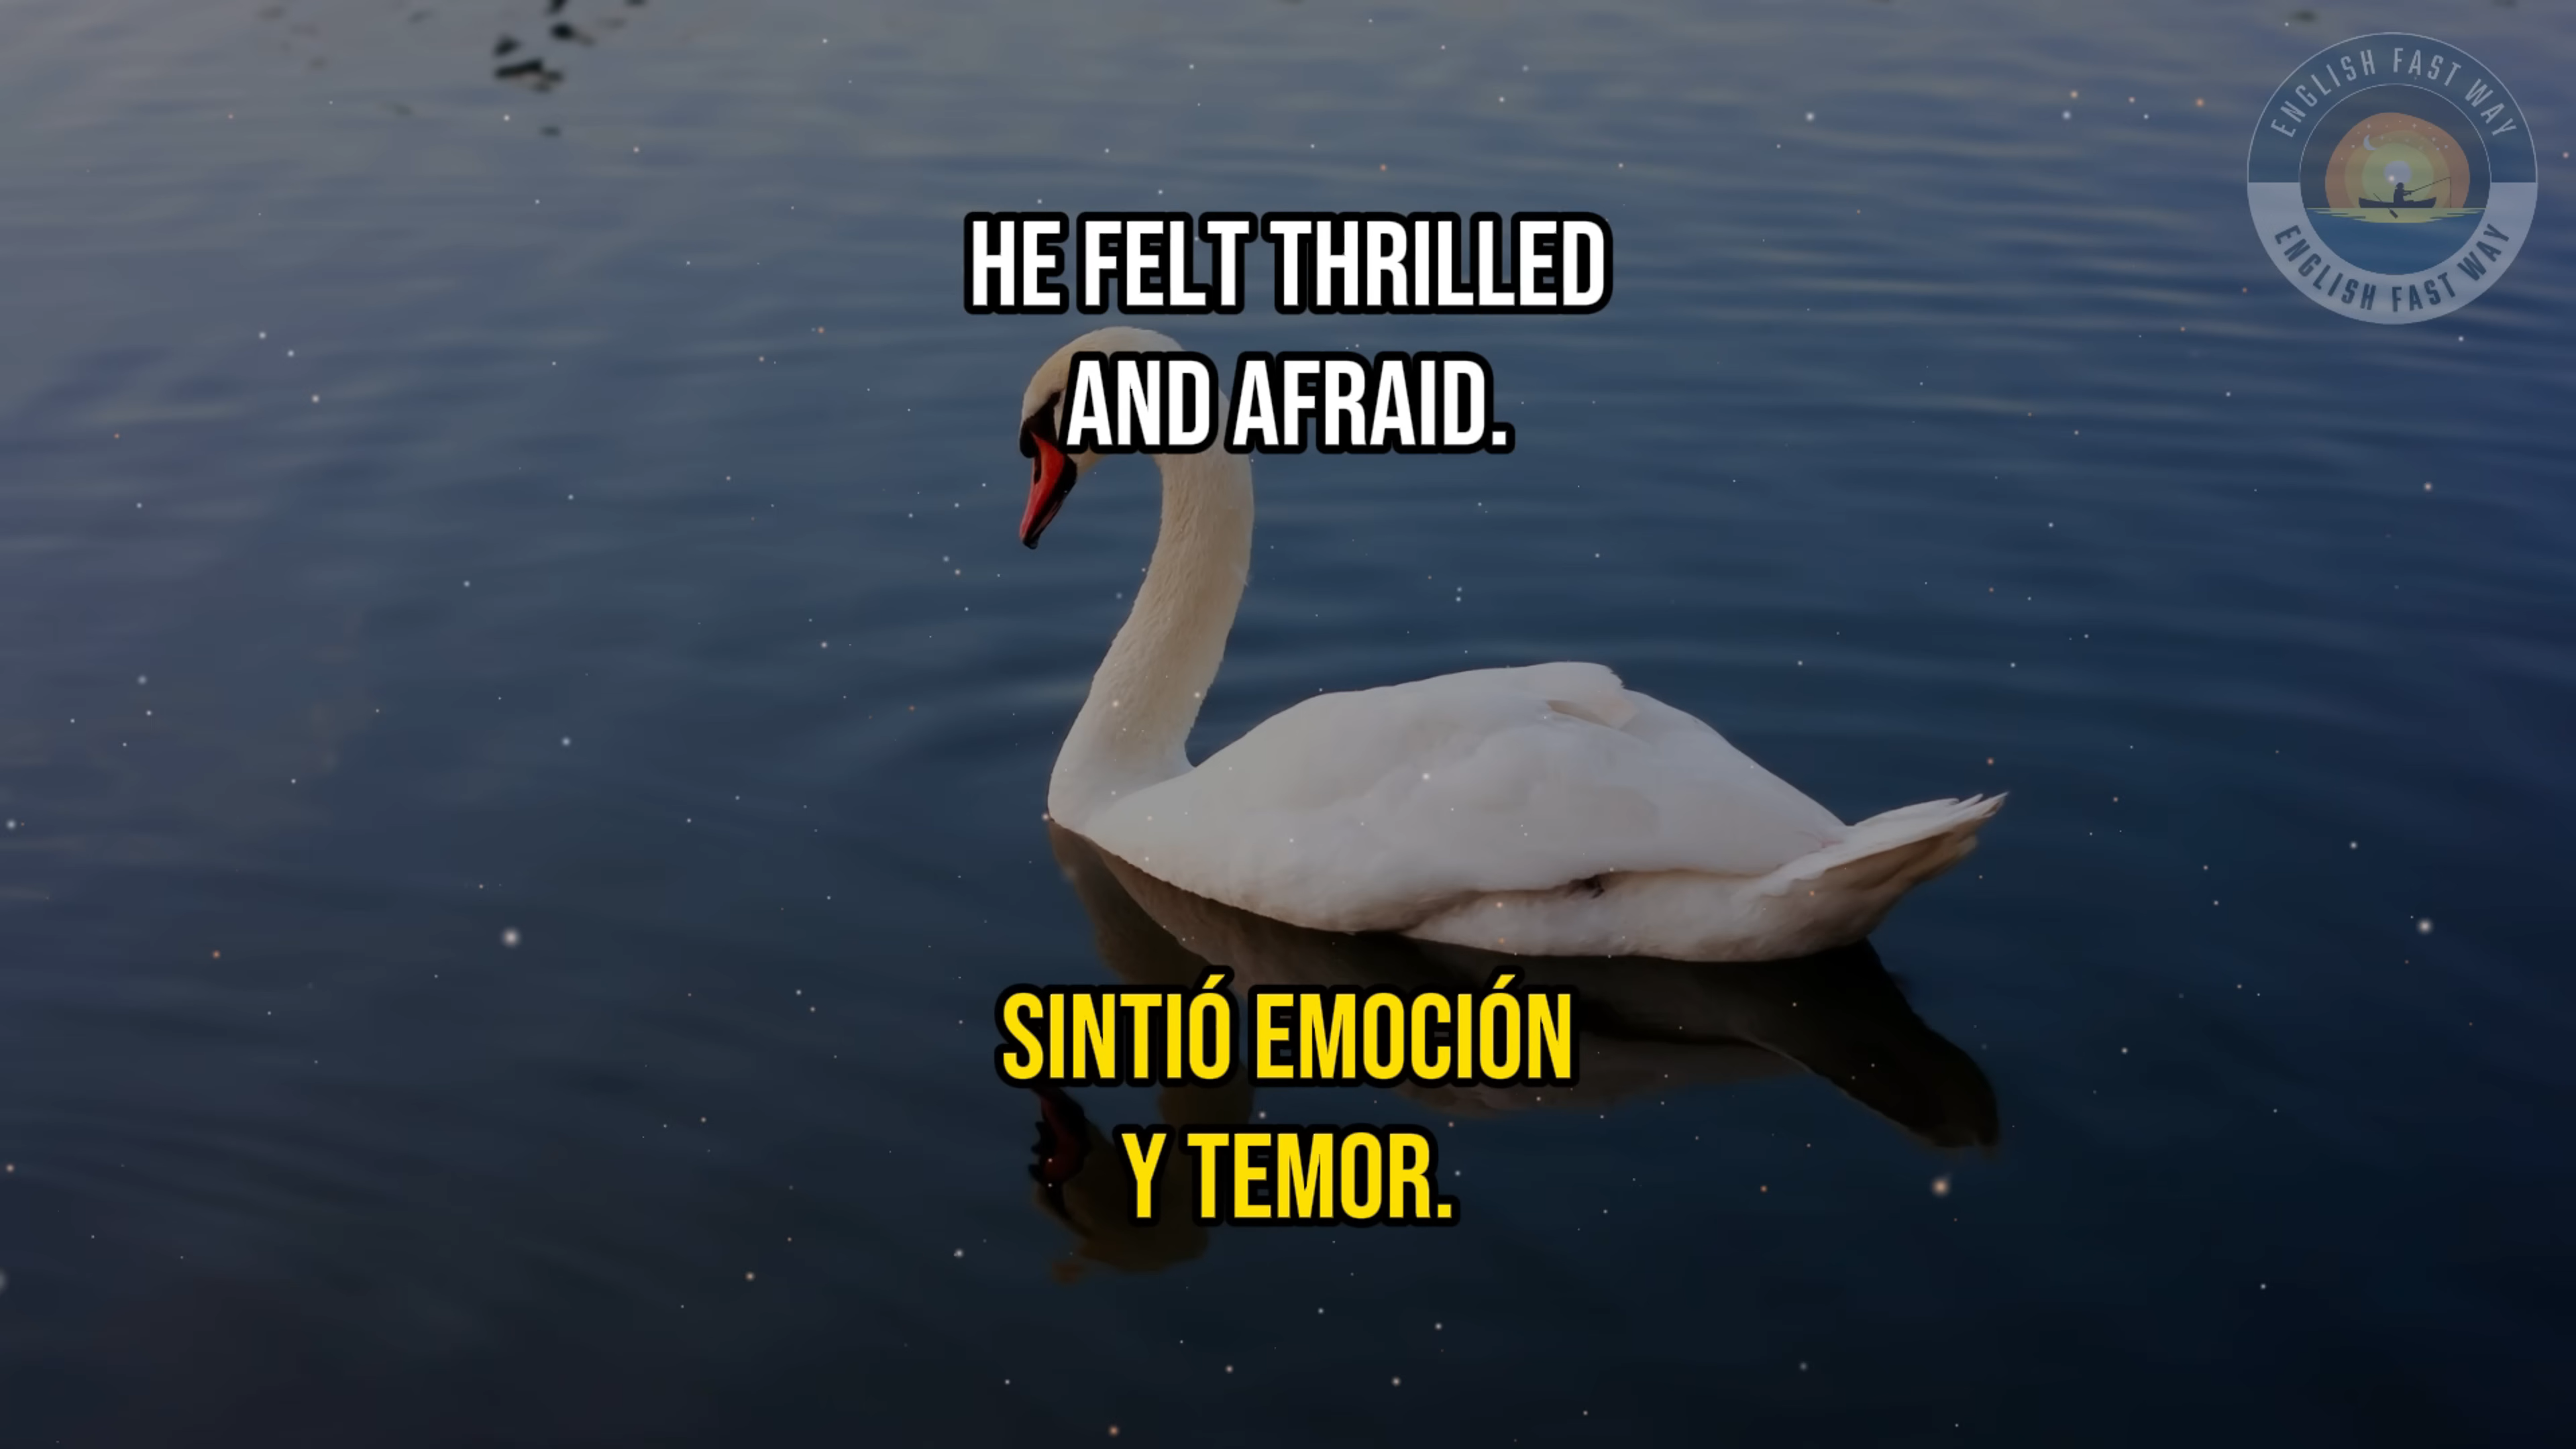 ENGLISH FAST WAY
HE FELT THRILLED
AND AFRAID.
ENGLISH FAST WAY
SINTIÓ EMOCIÓN
Y TEMOR.